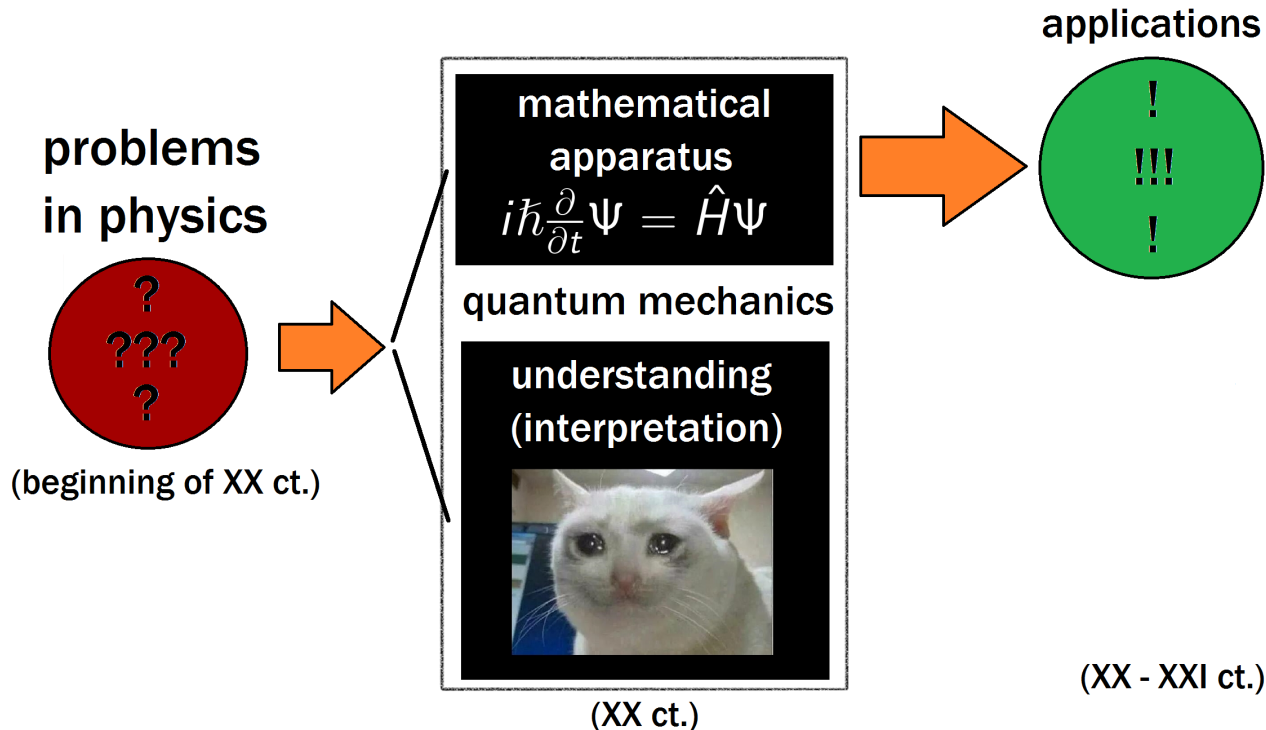 problems
in physics
?
???
?
(beginning of XX ct.)
mathematical
apparatus
iℏ ∂/∂t Ψ = ĤΨ
quantum mechanics
understanding
(interpretation)
(XX ct.)
applications
!
!!!
!
(XX - XXI ct.)